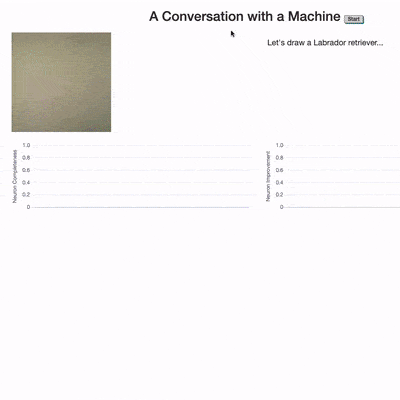 A Conversation with a Machine
Start
Let's draw a Labrador retriever...
Neuron Completeness
1.0
0.8
0.6
0.4
0.2
0
Neuron Improvement
1.0
0.8
0.6
0.4
0.2
0